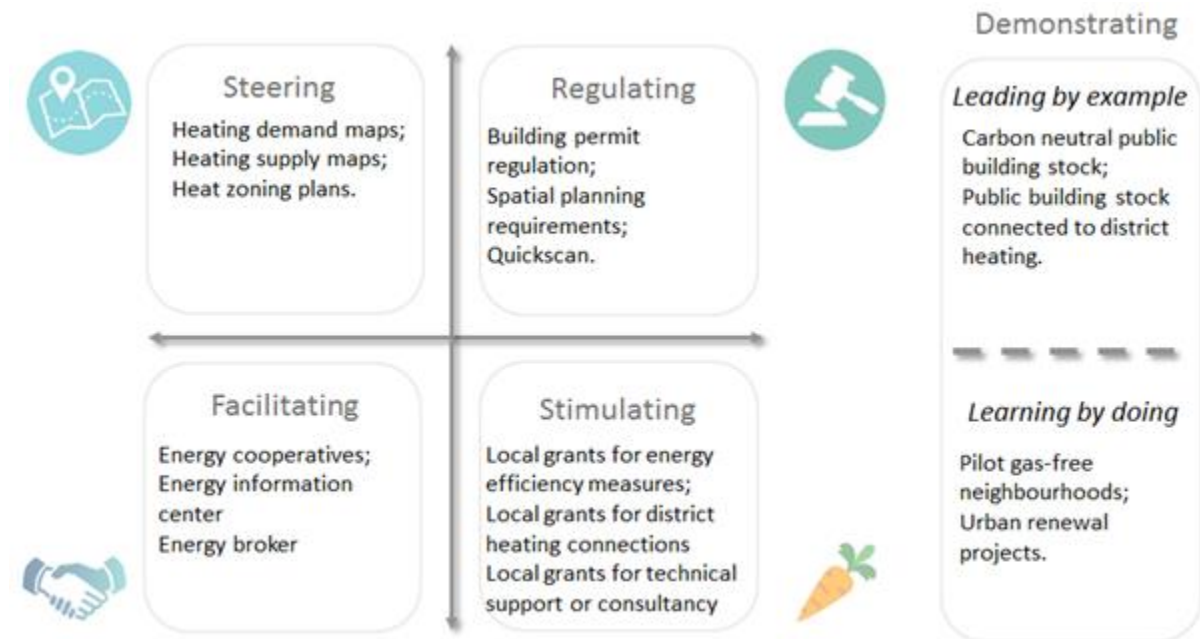 Steering
Heating demand maps;
Heating supply maps;
Heat zoning plans.
Regulating
Building permit
regulation;
Spatial planning
requirements;
Quickscan.
Facilitating
Energy cooperatives;
Energy information
center
Energy broker
Stimulating
Local grants for energy
efficiency measures;
Local grants for district
heating connections
Local grants for technical
support or consultancy
Demonstrating
Leading by example
Carbon neutral public
building stock;
Public building stock
connected to district
heating.
Learning by doing
Pilot gas-free
neighbourhoods;
Urban renewal
projects.